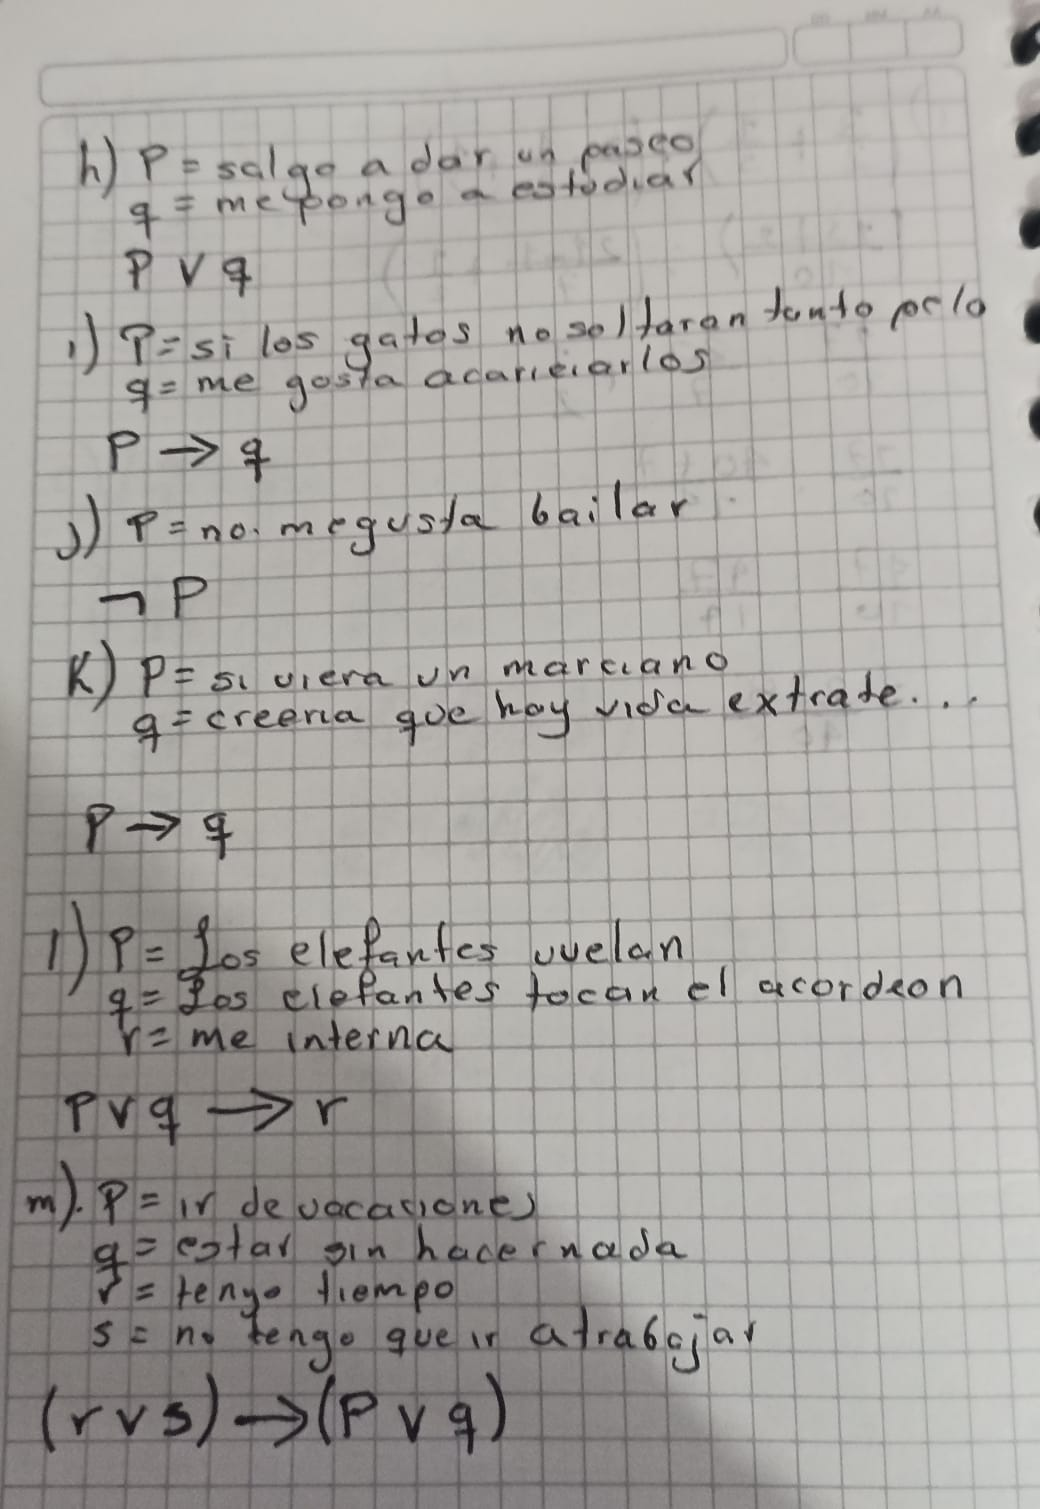 h) P = salgo a dar un paseo
q = me pongo a estudiar
P ∨ q
i) P = si los gatos no soltaran tanto pelo
q = me gosta acariciarlos
P → q
j) P = no. me gusta bailar
¬ P
K) P = si viera un marciano
q = creeria que hay vida extrate...
P → q
l) P = Los elefantes vuelan
q = Los elefantes tocan el acordeon
r = me interna
P ∨ q → r
m). P = ir de vacaciones
q = estar sin hacer nada
r = tengo tiempo
s = no tengo que ir a trabajar
(r ∨ s) → (P ∨ q)